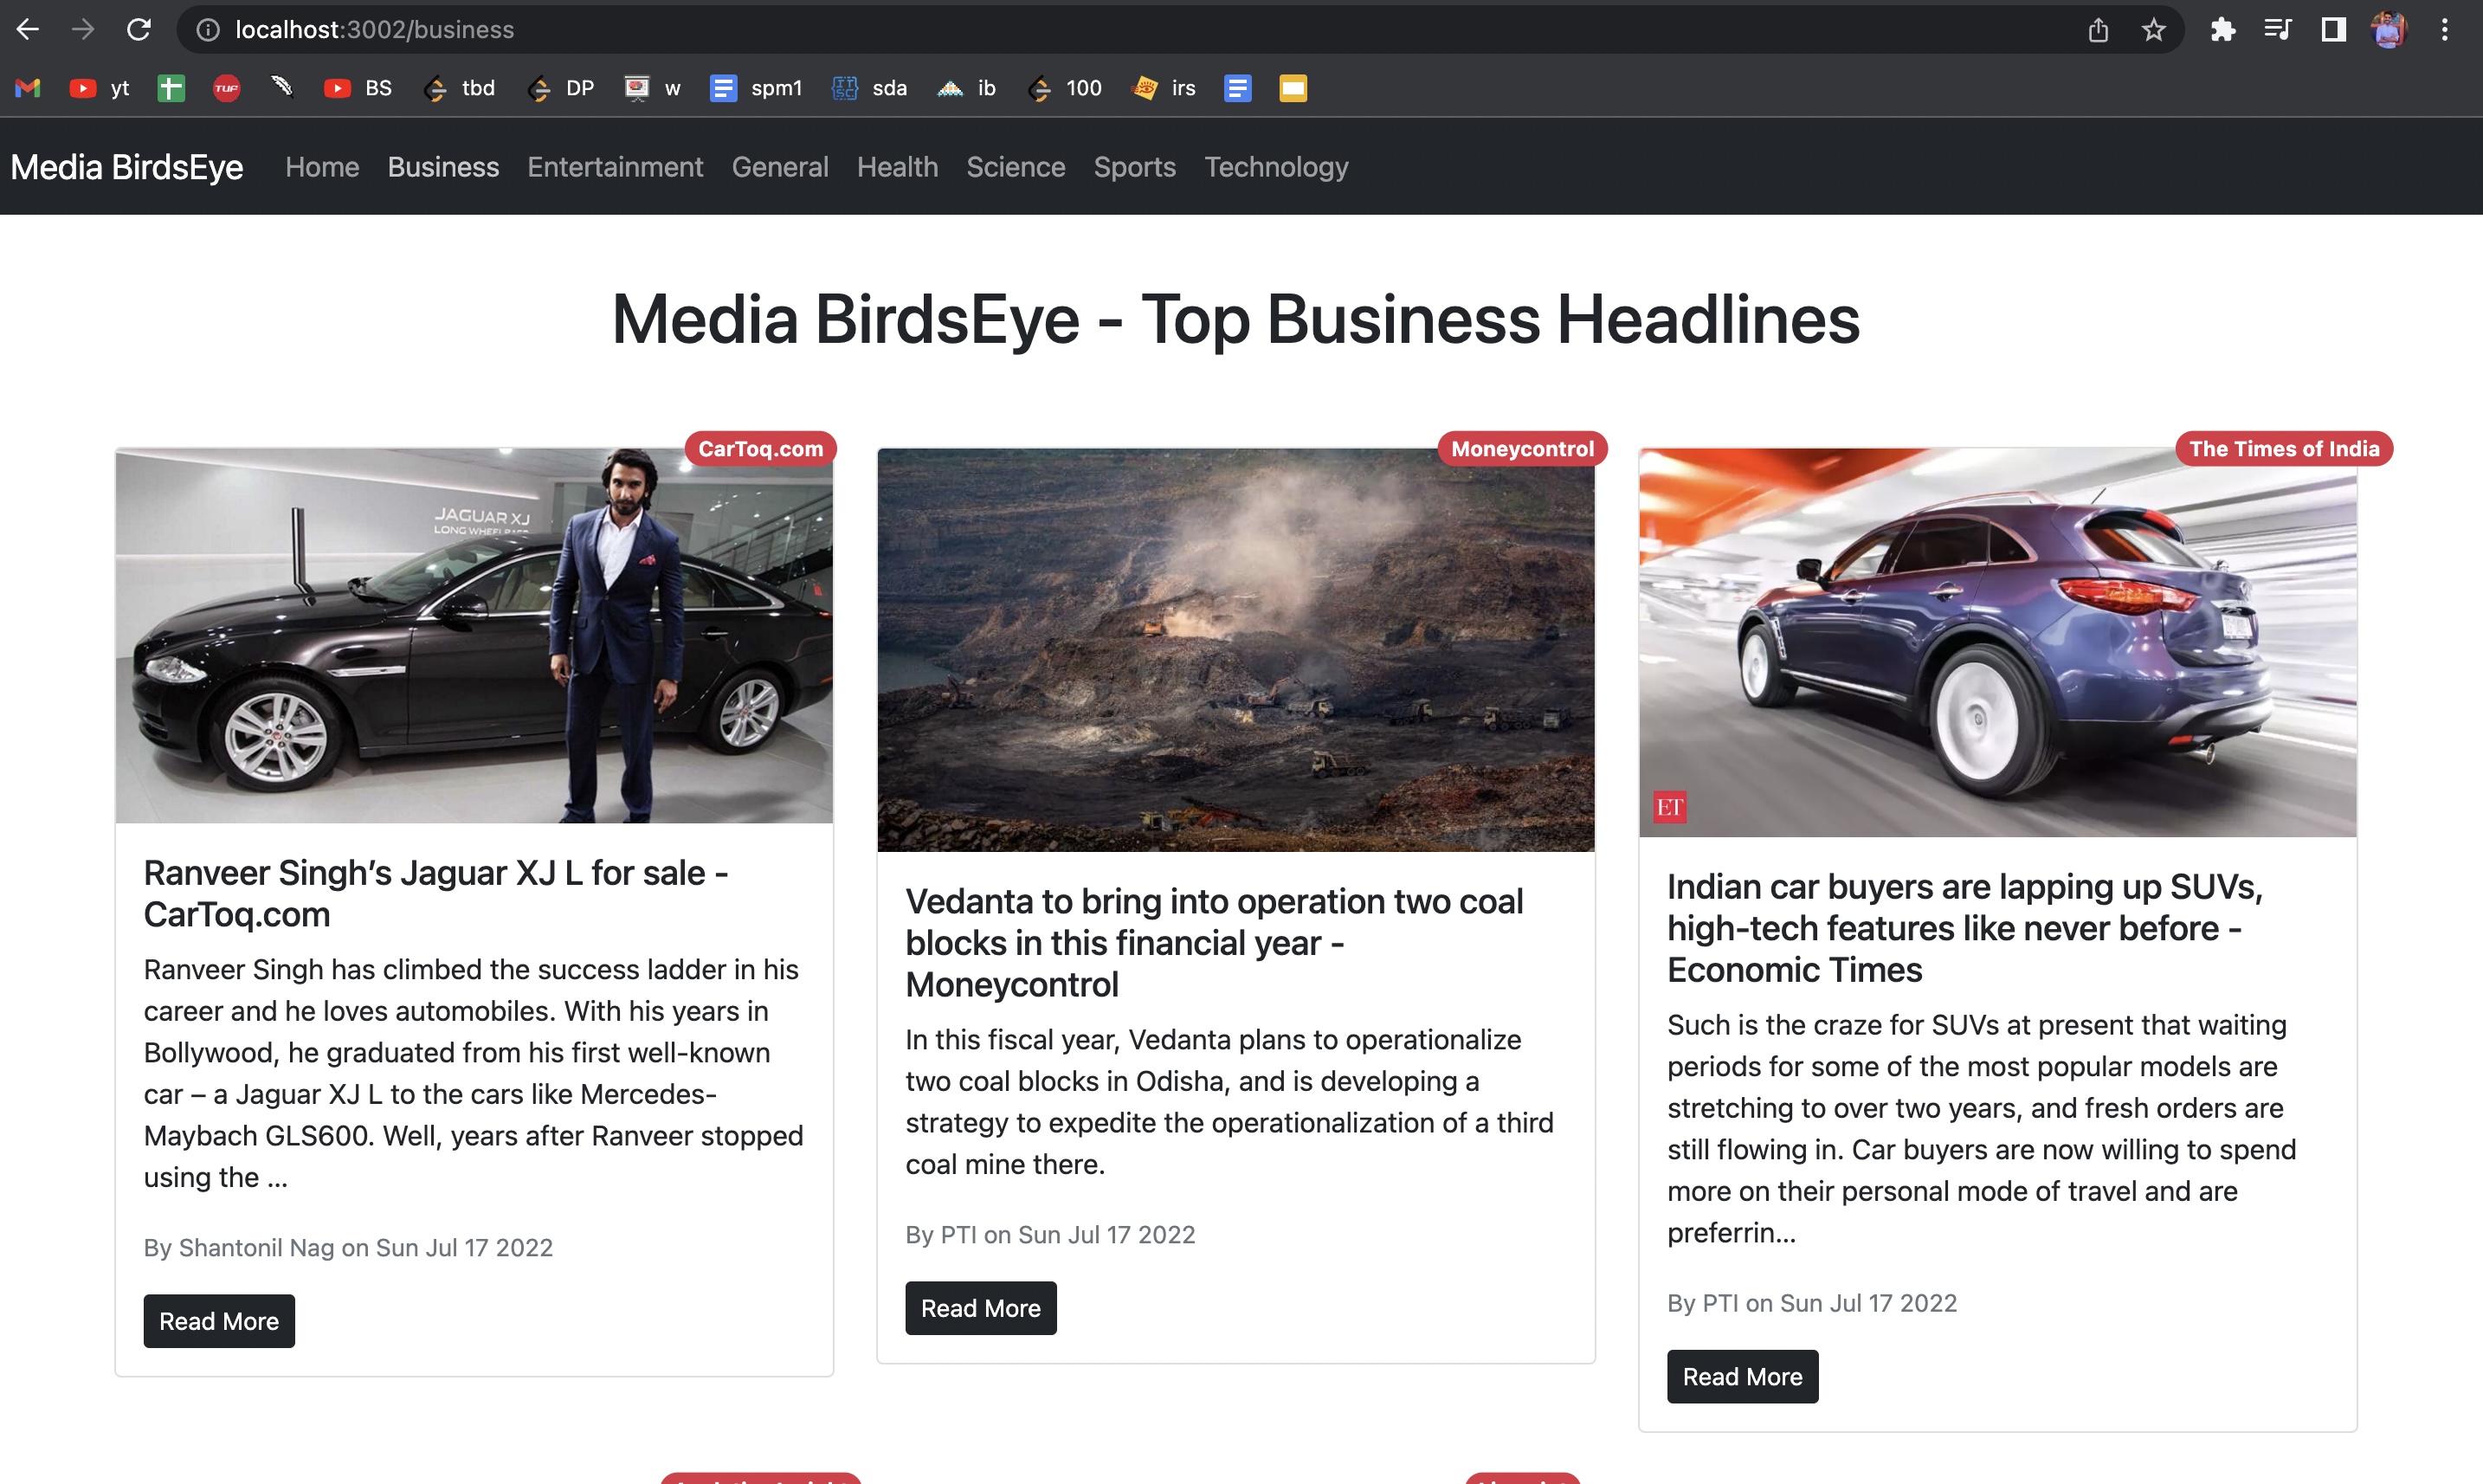 localhost:3002/business
yt
TUF
BS
tbd
DP
w
spm1
sda
ib
100
irs
Media BirdsEye
Home
Business
Entertainment
General
Health
Science
Sports
Technology
Media BirdsEye - Top Business Headlines
CarToq.com
JAGUAR XJ
LONG WHEELBASE
Ranveer Singh’s Jaguar XJ L for sale -
CarToq.com
Ranveer Singh has climbed the success ladder in his
career and he loves automobiles. With his years in
Bollywood, he graduated from his first well-known
car – a Jaguar XJ L to the cars like Mercedes-
Maybach GLS600. Well, years after Ranveer stopped
using the ...
By Shantonil Nag on Sun Jul 17 2022
Read More
Moneycontrol
Vedanta to bring into operation two coal
blocks in this financial year -
Moneycontrol
In this fiscal year, Vedanta plans to operationalize
two coal blocks in Odisha, and is developing a
strategy to expedite the operationalization of a third
coal mine there.
By PTI on Sun Jul 17 2022
Read More
The Times of India
ET
Indian car buyers are lapping up SUVs,
high-tech features like never before -
Economic Times
Such is the craze for SUVs at present that waiting
periods for some of the most popular models are
stretching to over two years, and fresh orders are
still flowing in. Car buyers are now willing to spend
more on their personal mode of travel and are
preferrin...
By PTI on Sun Jul 17 2022
Read More